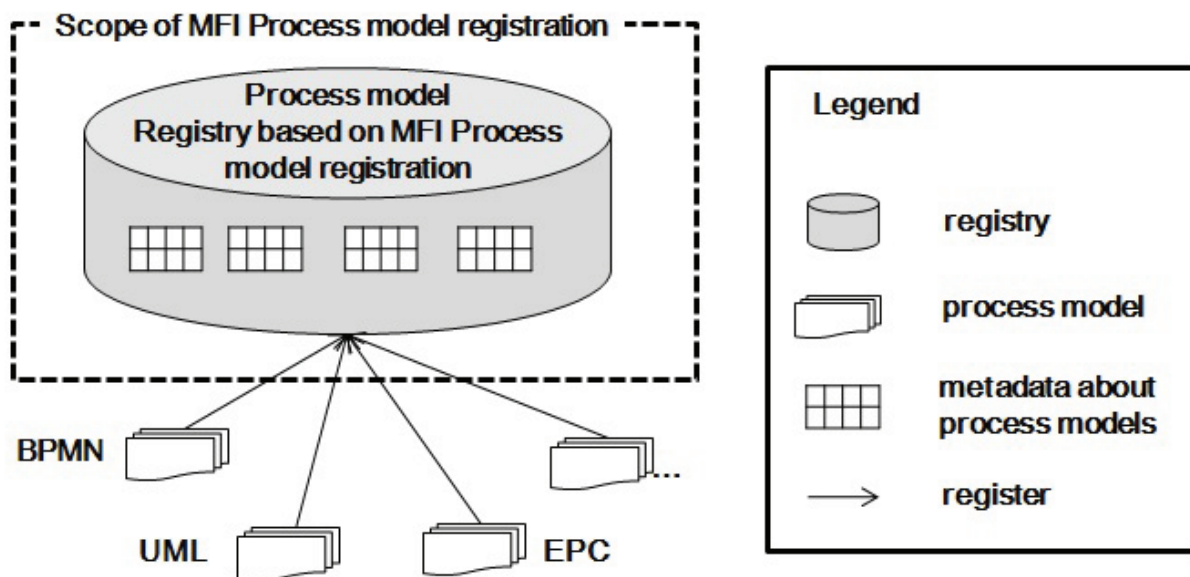 Scope of MFI Process model registration
Process model
Registry based on MFI Process
model registration
BPMN
UML
EPC
...
Legend
registry
process model
metadata about
process models
register